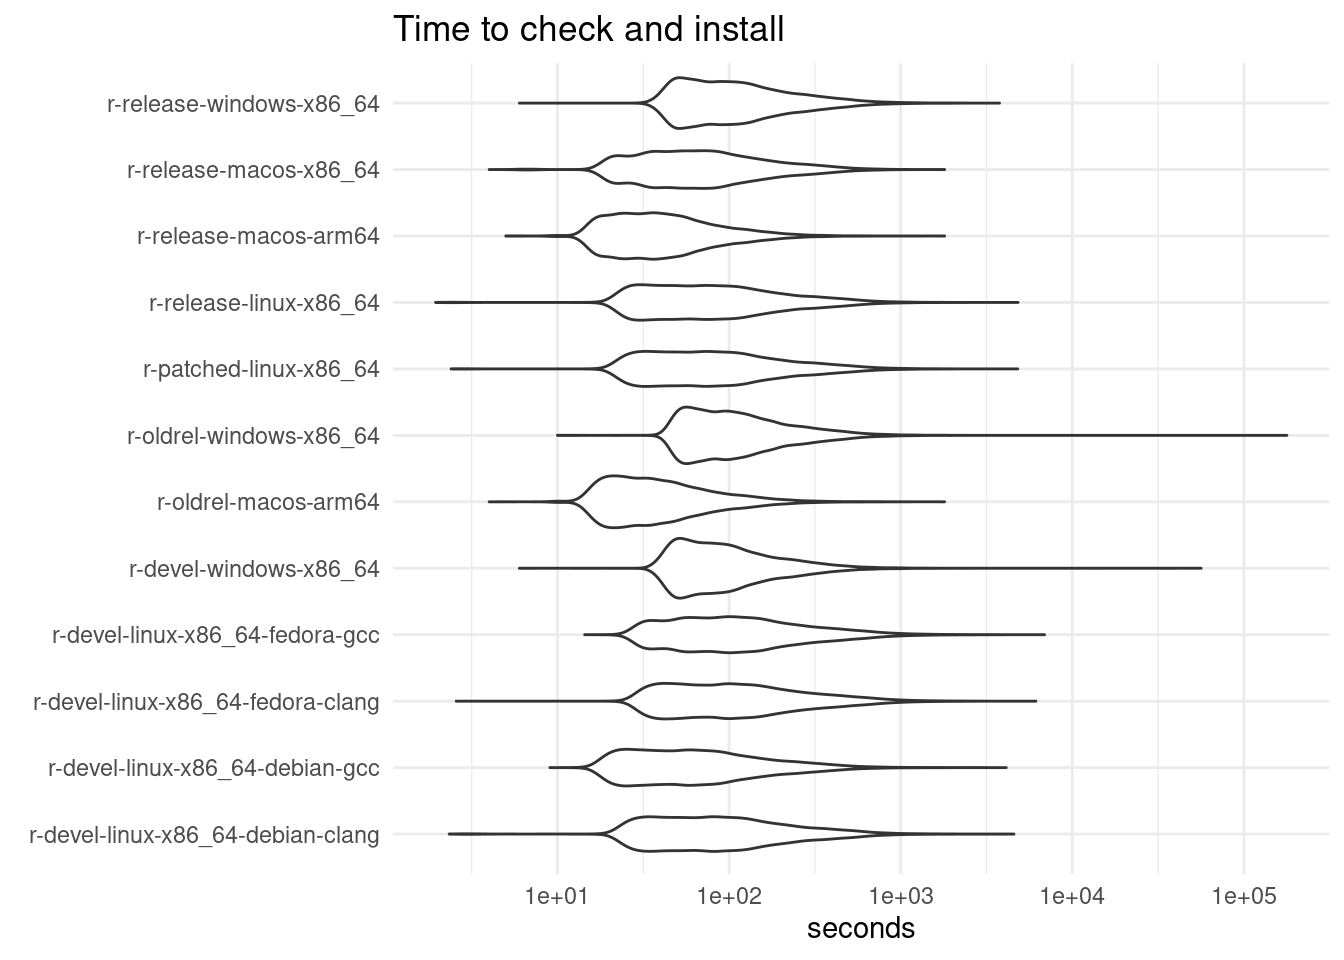 Time to check and install
r-release-windows-x86_64
r-release-macos-x86_64
r-release-macos-arm64
r-release-linux-x86_64
r-patched-linux-x86_64
r-oldrel-windows-x86_64
r-oldrel-macos-arm64
r-devel-windows-x86_64
r-devel-linux-x86_64-fedora-gcc
r-devel-linux-x86_64-fedora-clang
r-devel-linux-x86_64-debian-gcc
r-devel-linux-x86_64-debian-clang
1e+01 1e+02 1e+03 1e+04 1e+05
seconds